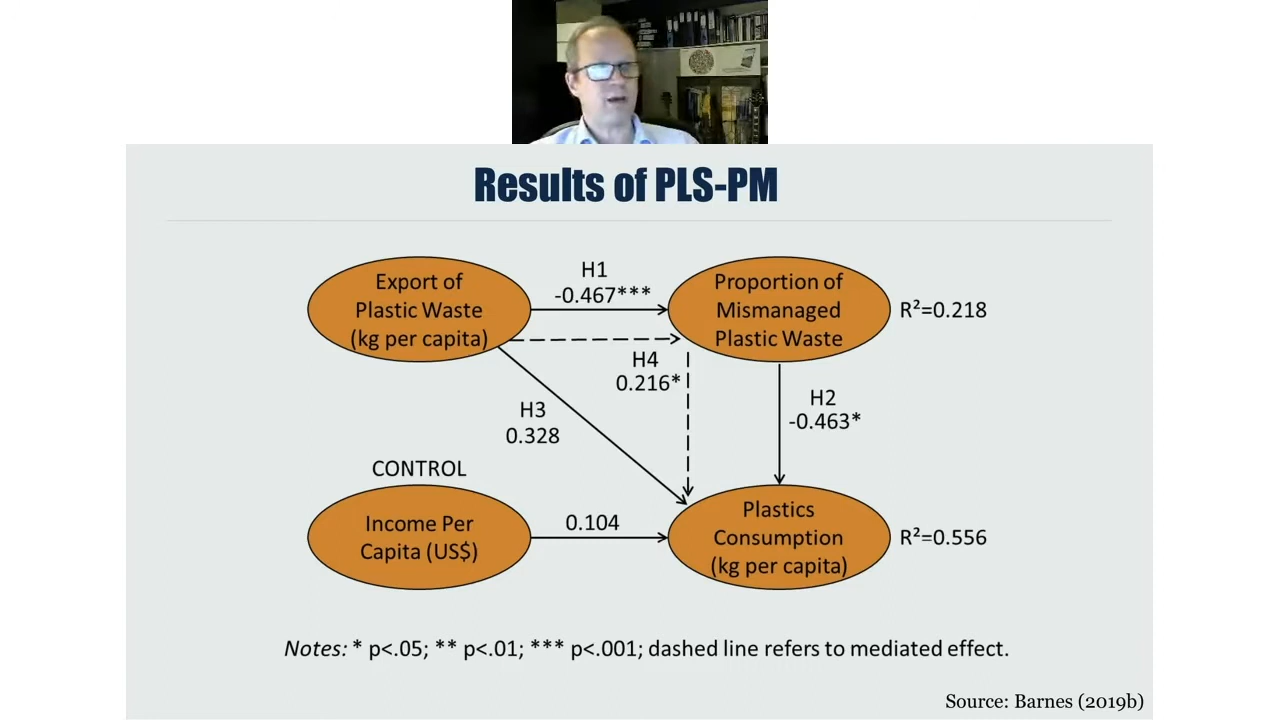 Results of PLS-PM
Export of
Plastic Waste
(kg per capita)
H1
-0.467***
Proportion of
Mismanaged
Plastic Waste
R²=0.218
H4
0.216*
H3
0.328
H2
-0.463*
CONTROL
Income Per
Capita (US$)
0.104
Plastics
Consumption
(kg per capita)
R²=0.556
Notes: * p<.05; ** p<.01; *** p<.001; dashed line refers to mediated effect.
Source: Barnes (2019b)